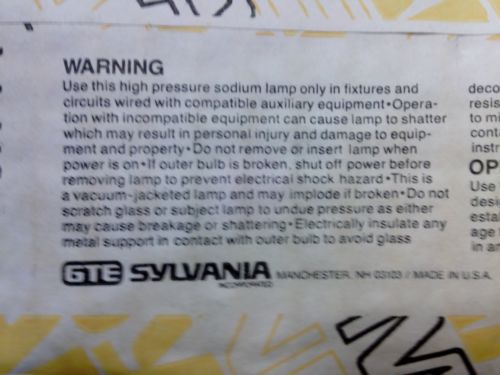 WARNING
Use this high pressure sodium lamp only in fixtures and
circuits wired with compatible auxiliary equipment•Opera-
tion with incompatible equipment can cause lamp to shatter
which may result in personal injury and damage to equip-
ment and property•Do not remove or insert lamp when
power is on•If outer bulb is broken, shut off power before
removing lamp to prevent electrical shock hazard•This is
a vacuum-jacketed lamp and may implode if broken•Do not
scratch glass or subject lamp to undue pressure as either
may cause breakage or shattering•Electrically insulate any
metal support in contact with outer bulb to avoid glass
GTE SYLVANIA MANCHESTER, NH 03103 / MADE IN U.S.A.
INCORPORATED
deco
resis
to mi
cont
instr
OP
Use
desi
esta
age
in a